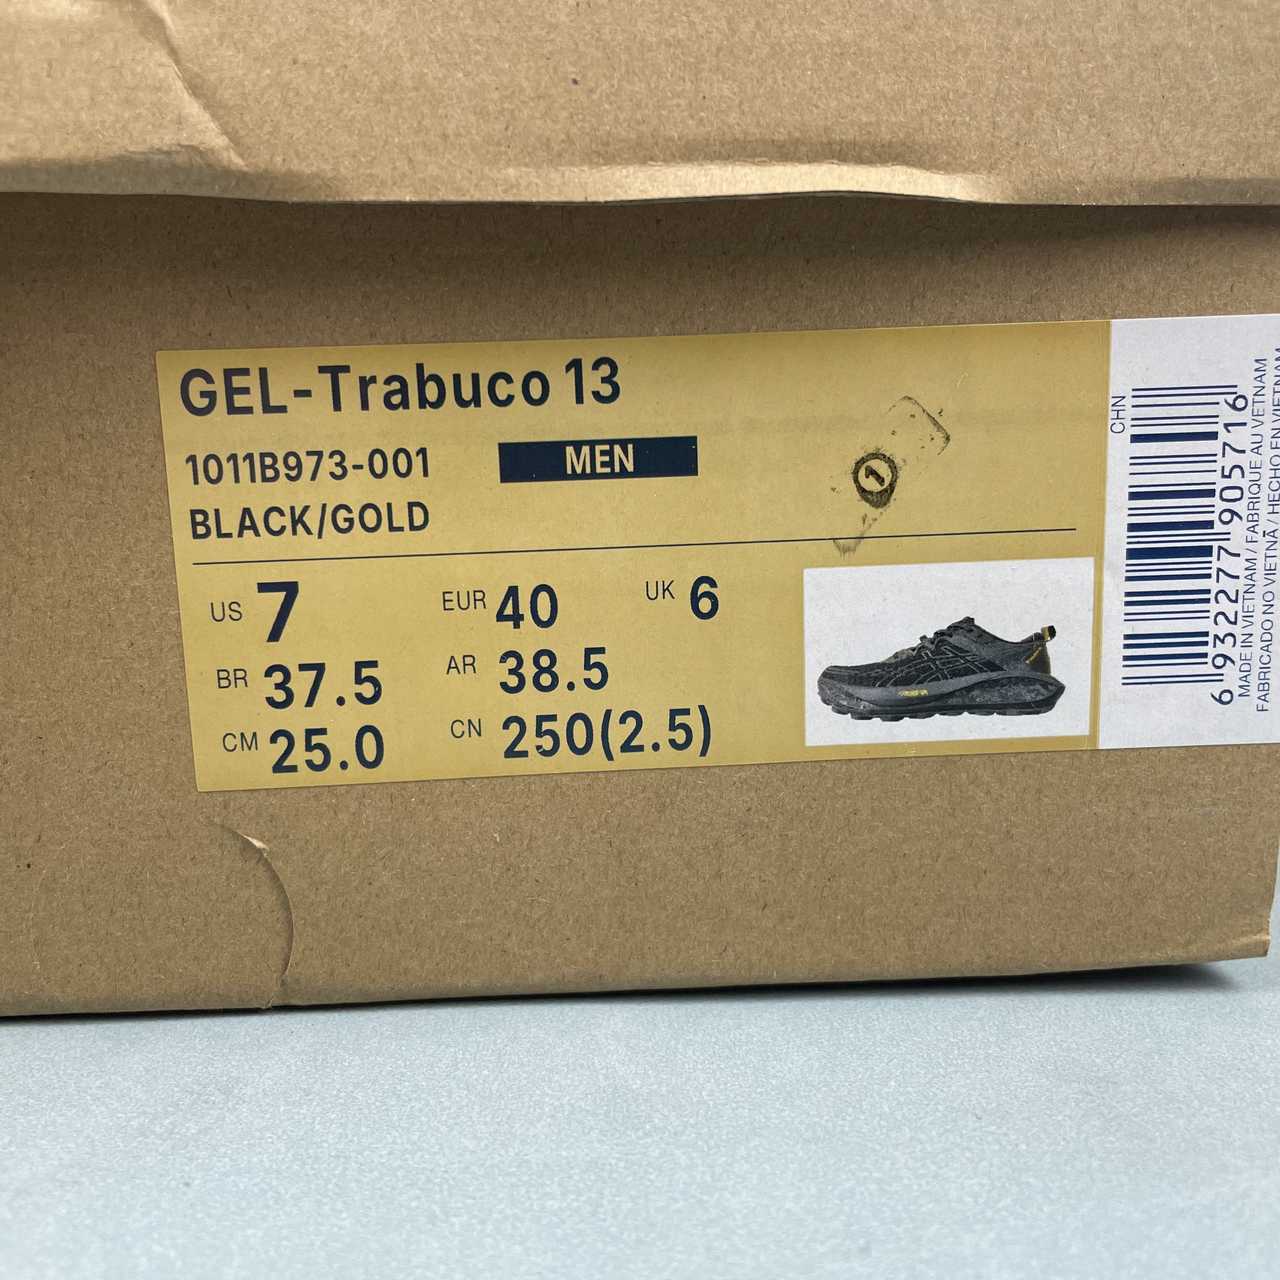 GEL-Trabuco 13
1011B973-001 MEN
BLACK/GOLD
1
US 7 EUR 40 UK 6
BR 37.5 AR 38.5
CM 25.0 CN 250(2.5)
CHN
6 932277 905716
MADE IN VIETNAM / FABRIQUE AU VETNAM
FABRICADO NO VIETNÃ / HECHO EN VIETNAM